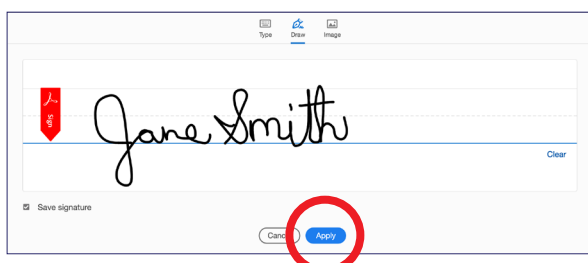 Type Draw Image
Sign
Jane Smith
Clear
Save signature
Cancel Apply